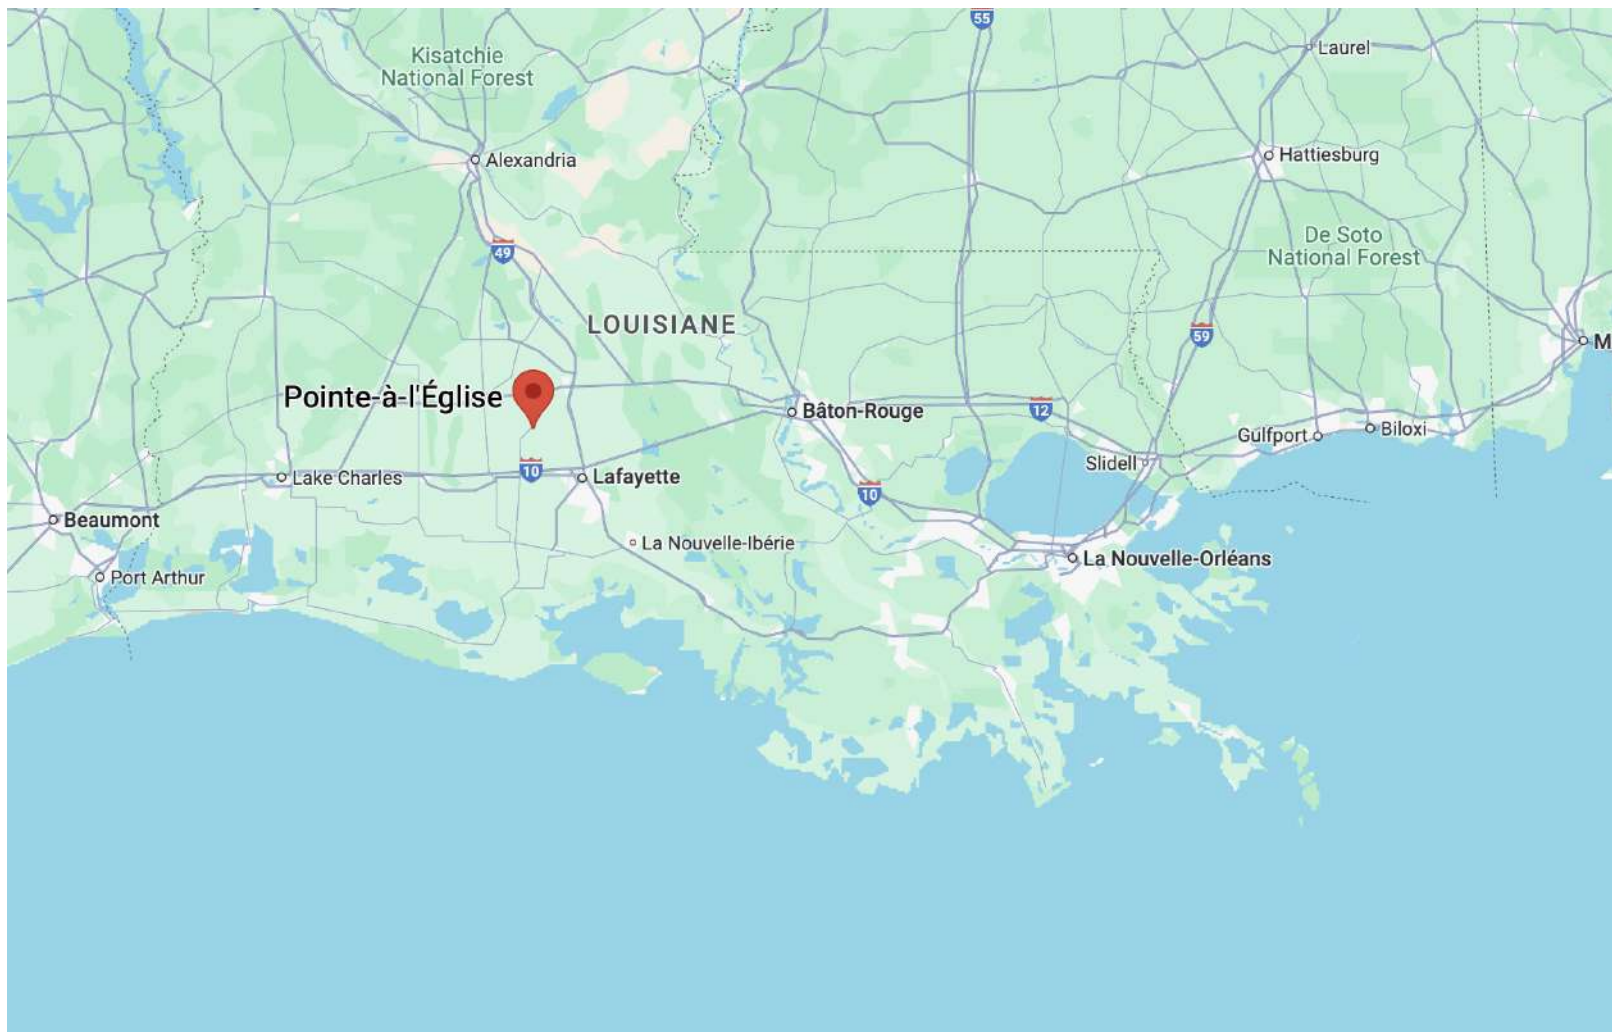 55
Laurel
Kisatchie
National Forest
Alexandria
Hattiesburg
49
De Soto
National Forest
LOUISIANE
59
M
Pointe-à-l'Église
Bâton-Rouge
12
Gulfport
Biloxi
Slidell
10
Lake Charles
Lafayette
10
Beaumont
La Nouvelle-Ibérie
La Nouvelle-Orléans
Port Arthur